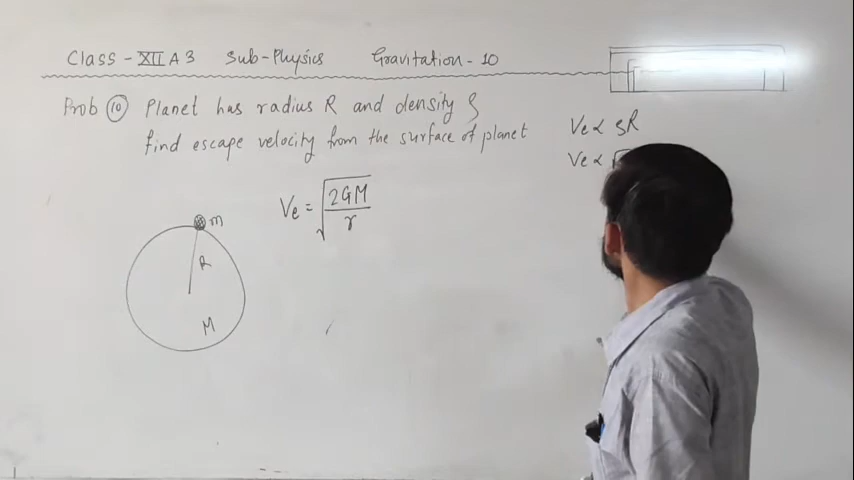 Class - XII A 3 Sub-Physics Gravitation - 10
Prob 10 Planet has radius R and density ρ
find escape velocity from the surface of planet
Ve ∝ ρR
Ve ∝ √
Ve = √(2GM/r)
m
R
M